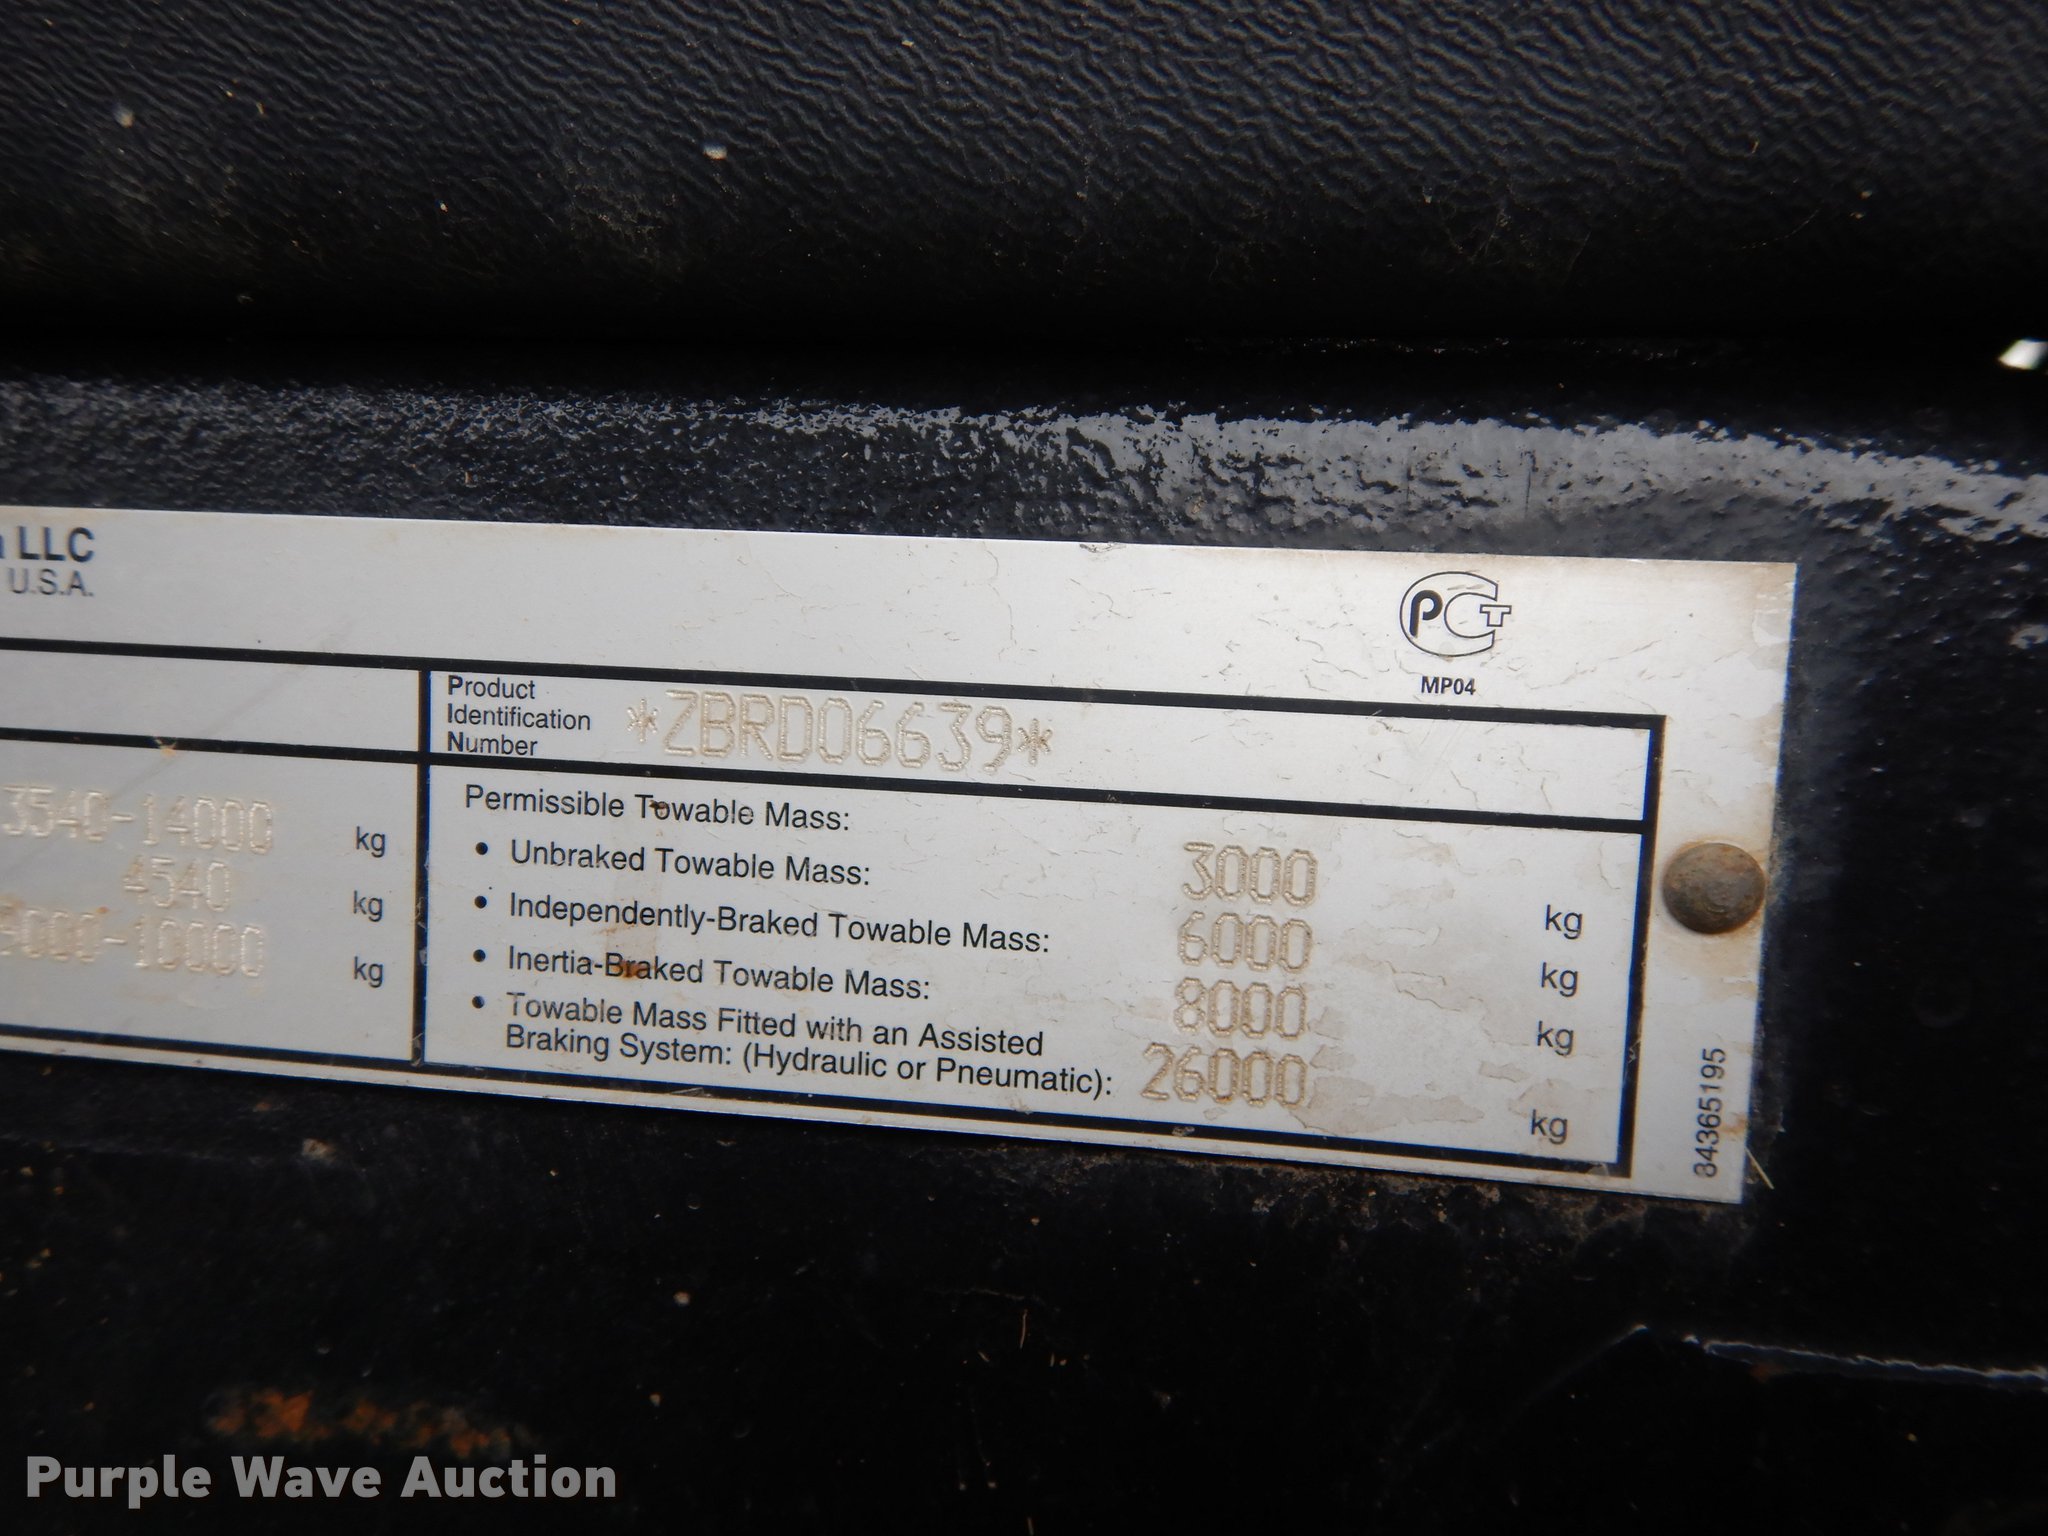 LLC
U.S.A.
PCT
MP04
Product
Identification
Number
*ZBRD06639*
3540-14000 kg
4540 kg
9000-10000 kg
Permissible Towable Mass:
• Unbraked Towable Mass: 3000 kg
• Independently-Braked Towable Mass: 6000 kg
• Inertia-Braked Towable Mass: 8000 kg
• Towable Mass Fitted with an Assisted
Braking System: (Hydraulic or Pneumatic): 26000 kg
84365195
Purple Wave Auction